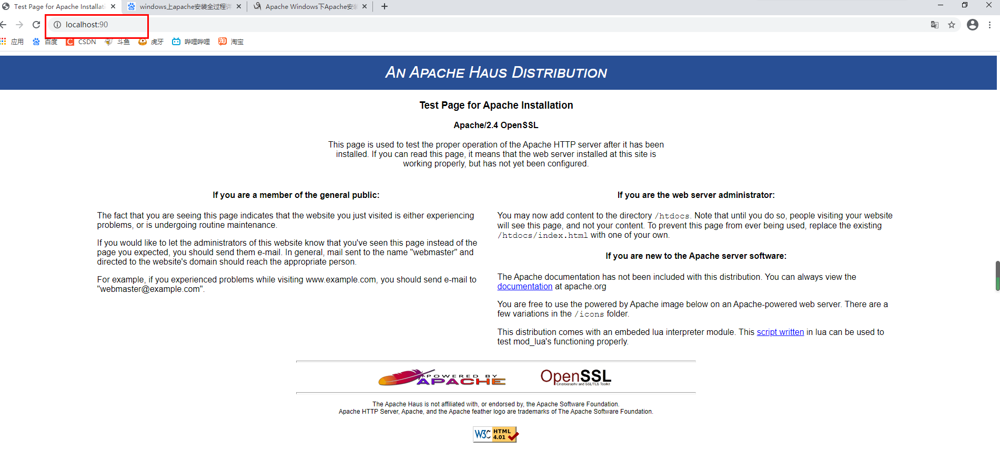 Test Page for Apache Installati
windows上apache安装全过程详
Apache Windows下Apache安装
localhost:90
应用
百度
CSDN
斗鱼
虎牙
哔哩哔哩
淘宝
AN APACHE HAUS DISTRIBUTION
Test Page for Apache Installation
Apache/2.4 OpenSSL
This page is used to test the proper operation of the Apache HTTP server after it has been
installed. If you can read this page, it means that the web server installed at this site is
working properly, but has not yet been configured.
If you are a member of the general public:
The fact that you are seeing this page indicates that the website you just visited is either experiencing
problems, or is undergoing routine maintenance.
If you would like to let the administrators of this website know that you've seen this page instead of the
page you expected, you should send them e-mail. In general, mail sent to the name "webmaster" and
directed to the website's domain should reach the appropriate person.
For example, if you experienced problems while visiting www.example.com, you should send e-mail to
"webmaster@example.com".
If you are the web server administrator:
You may now add content to the directory /htdocs. Note that until you do so, people visiting your website
will see this page, and not your content. To prevent this page from ever being used, replace the existing
/htdocs/index.html with one of your own.
If you are new to the Apache server software:
The Apache documentation has not been included with this distribution. You can always view the
documentation at apache.org
You are free to use the powered by Apache image below on an Apache-powered web server. There are a
few variations in the /icons folder.
This distribution comes with an embeded lua interpreter module. This script written in lua can be used to
test mod_lua's functioning properly.
POWERED BY
APACHE
OpenSSL
Cryptography and SSL/TLS Toolkit
The Apache Haus is not affiliated with, or endorsed by, the Apache Software Foundation.
Apache HTTP Server, Apache, and the Apache feather logo are trademarks of The Apache Software Foundation.
W3C HTML
4.01